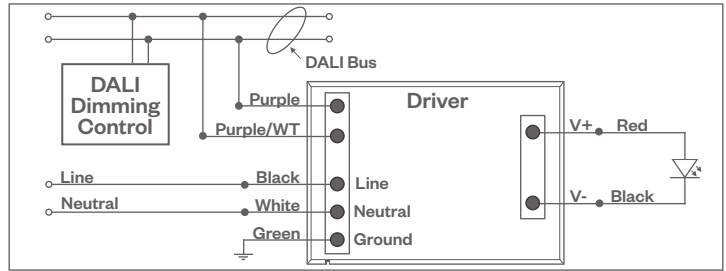 DALI Bus
DALI
Dimming
Control
Driver
Purple
Purple/WT
V+ Red
Line Black Line
Neutral White Neutral
V- Black
Green Ground